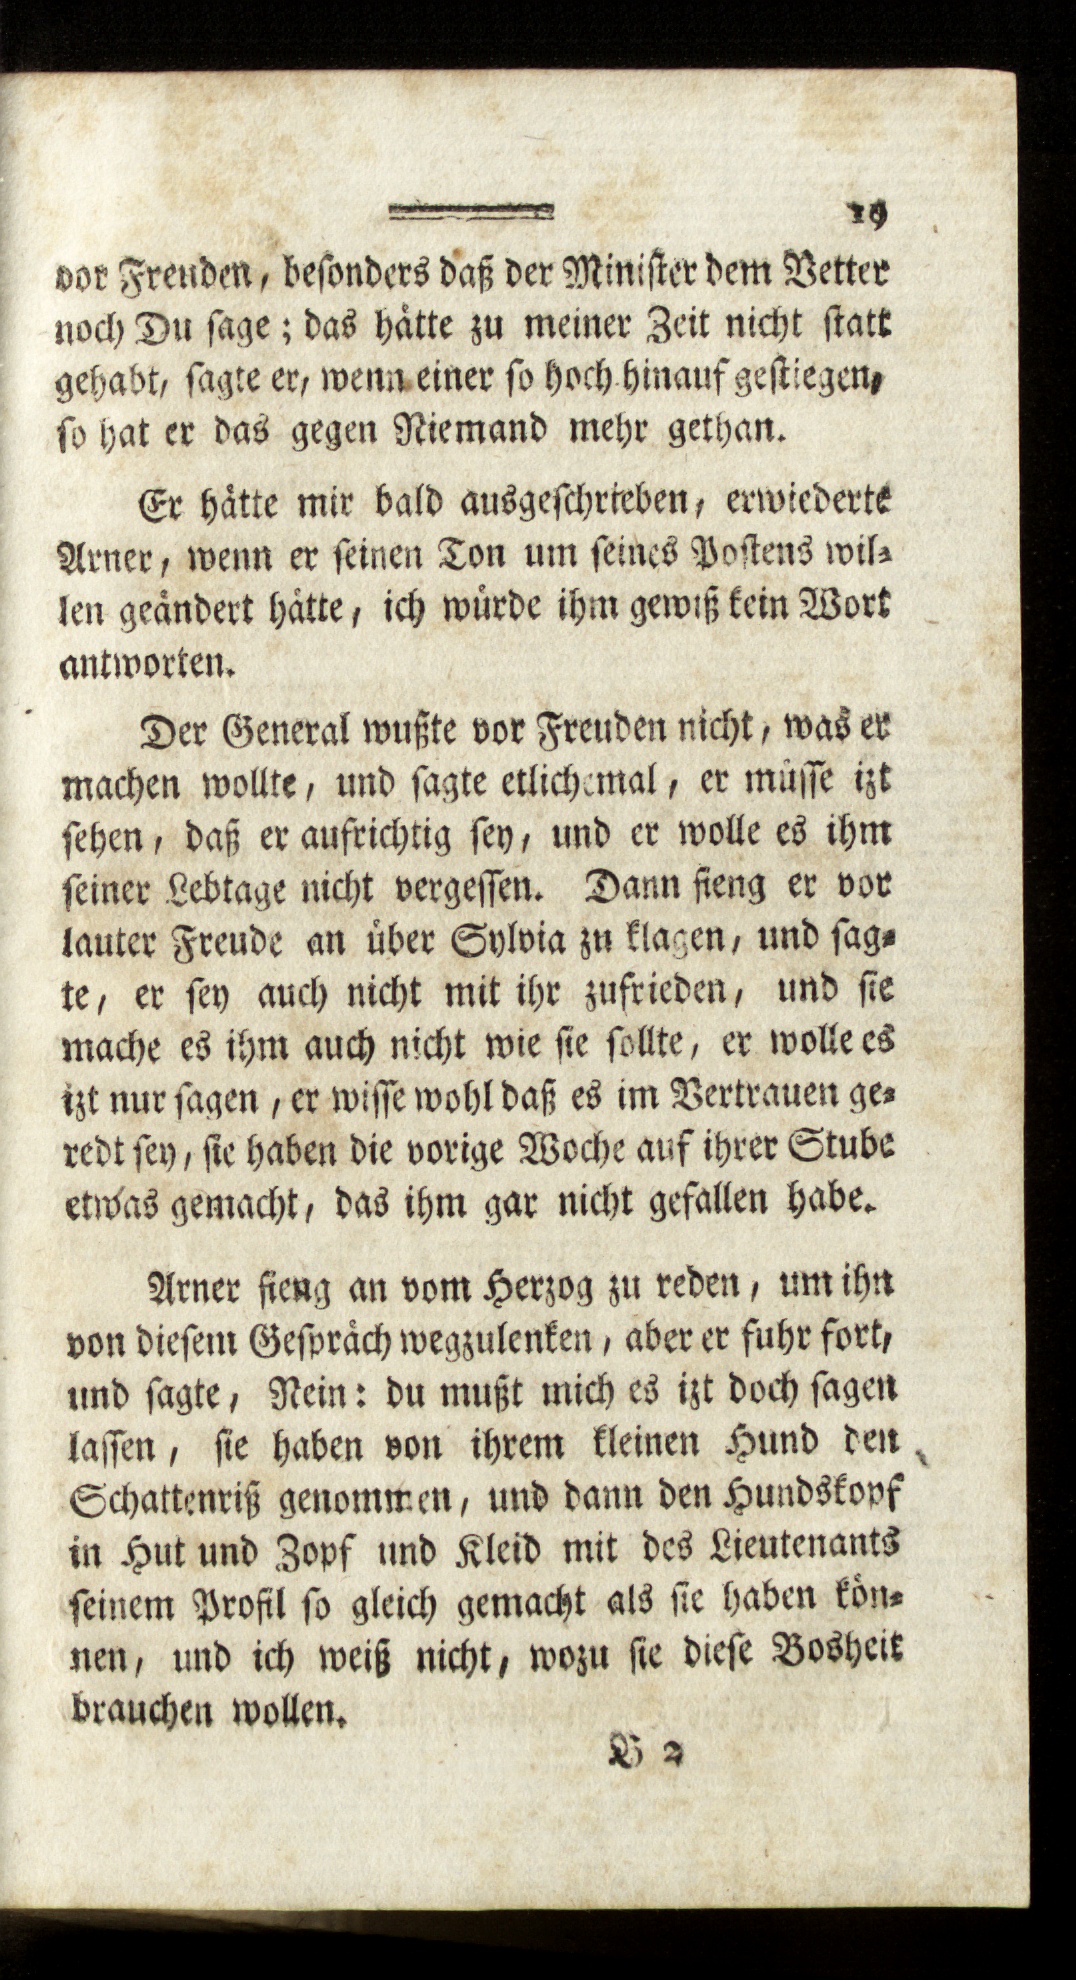 19
vor Freuden, besonders daß der Minister dem Vetter
noch Du sage; das hätte zu meiner Zeit nicht statt
gehabt, sagte er, wenn einer so hoch hinauf gestiegen,
so hat er das gegen Niemand mehr gethan.
Er hätte mir bald ausgeschrieben, erwiederte
Arner, wenn er seinen Ton um seines Postens wil-
len geändert hätte, ich würde ihm gewiß kein Wort
antworten.
Der General wußte vor Freuden nicht, was er
machen wollte, und sagte etlichemal, er müsse izt
sehen, daß er aufrichtig sey, und er wolle es ihm
seiner Lebtage nicht vergessen. Dann fieng er vor
lauter Freude an über Sylvia zu klagen, und sag-
te, er sey auch nicht mit ihr zufrieden, und sie
mache es ihm auch nicht wie sie sollte, er wolle es
izt nur sagen, er wisse wohl daß es im Vertrauen ge-
redt sey, sie haben die vorige Woche auf ihrer Stube
etwas gemacht, das ihm gar nicht gefallen habe.
Arner fieng an vom Herzog zu reden, um ihn
von diesem Gespräch wegzulenken, aber er fuhr fort,
und sagte, Nein: du mußt mich es izt doch sagen
lassen, sie haben von ihrem kleinen Hund den
Schattenriß genommen, und dann den Hundskopf
in Hut und Zopf und Kleid mit des Lieutenants
seinem Profil so gleich gemacht als sie haben kön-
nen, und ich weiß nicht, wozu sie diese Bosheit
brauchen wollen.
B 2